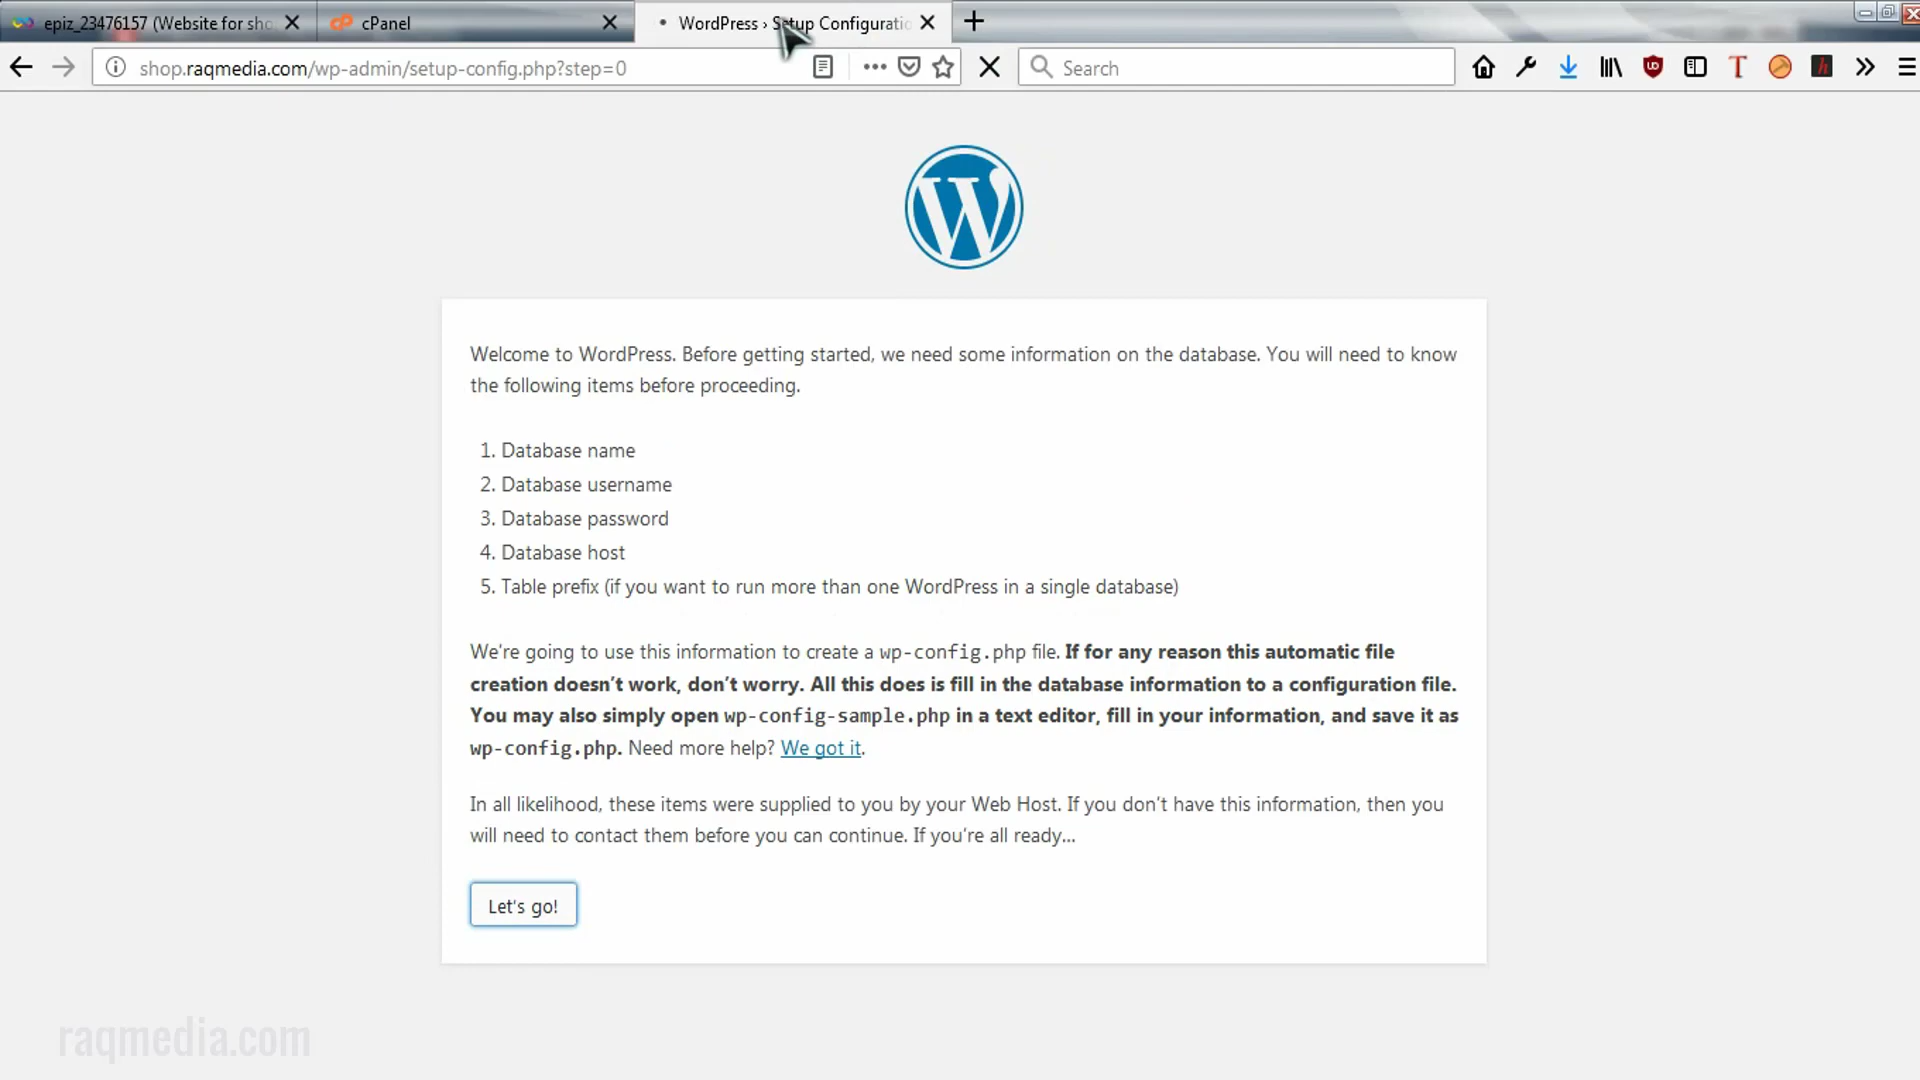 epiz_23476157 (Website for sho
cPanel
WordPress › Setup Configuratio
shop.raqmedia.com/wp-admin/setup-config.php?step=0
Search
Welcome to WordPress. Before getting started, we need some information on the database. You will need to know
the following items before proceeding.
1. Database name
2. Database username
3. Database password
4. Database host
5. Table prefix (if you want to run more than one WordPress in a single database)
We’re going to use this information to create a wp-config.php file. If for any reason this automatic file
creation doesn’t work, don’t worry. All this does is fill in the database information to a configuration file.
You may also simply open wp-config-sample.php in a text editor, fill in your information, and save it as
wp-config.php. Need more help? We got it.
In all likelihood, these items were supplied to you by your Web Host. If you don’t have this information, then you
will need to contact them before you can continue. If you’re all ready…
Let’s go!
raqmedia.com